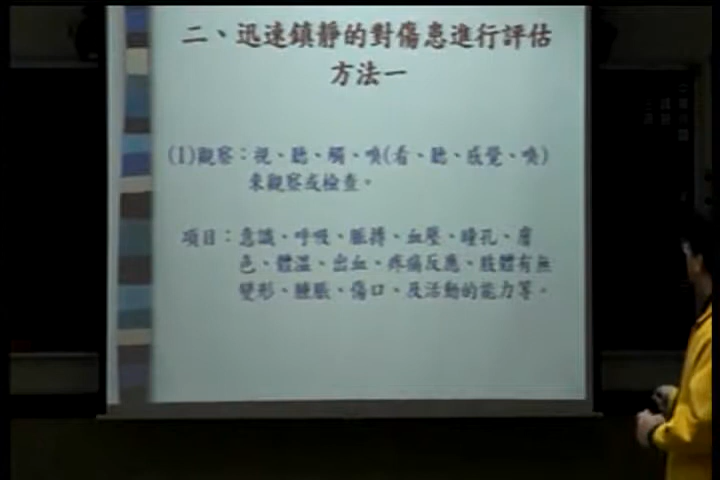 二、迅速鎮靜的對傷患進行評估
方法一
(1)觀察：視、聽、觸、嗅(看、聽、感覺、嗅)
來觀察或檢查。
項目：意識、呼吸、脈搏、血壓、瞳孔、膚
色、體溫、出血、疼痛反應、肢體有無
變形、腫脹、傷口、及活動的能力等。